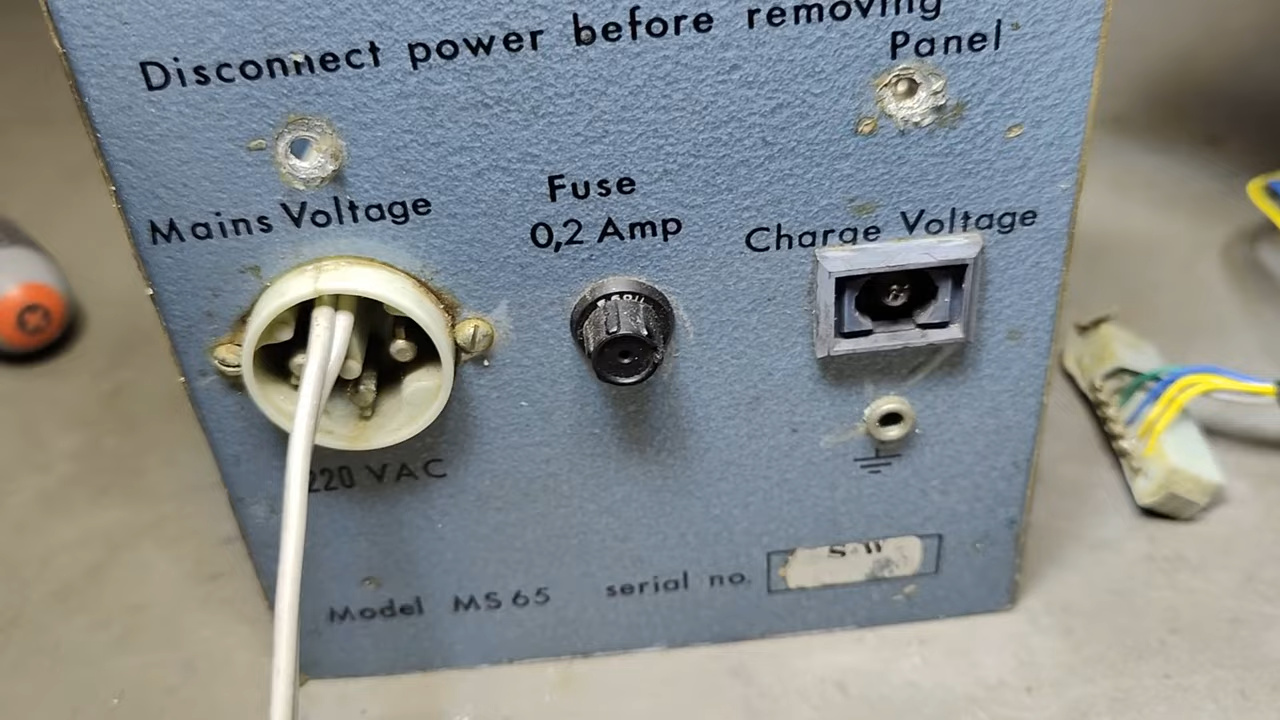 Disconnect power before removing
Panel
Mains Voltage
Fuse
0,2 Amp
Charge Voltage
220 VAC
Model MS 65 serial no.